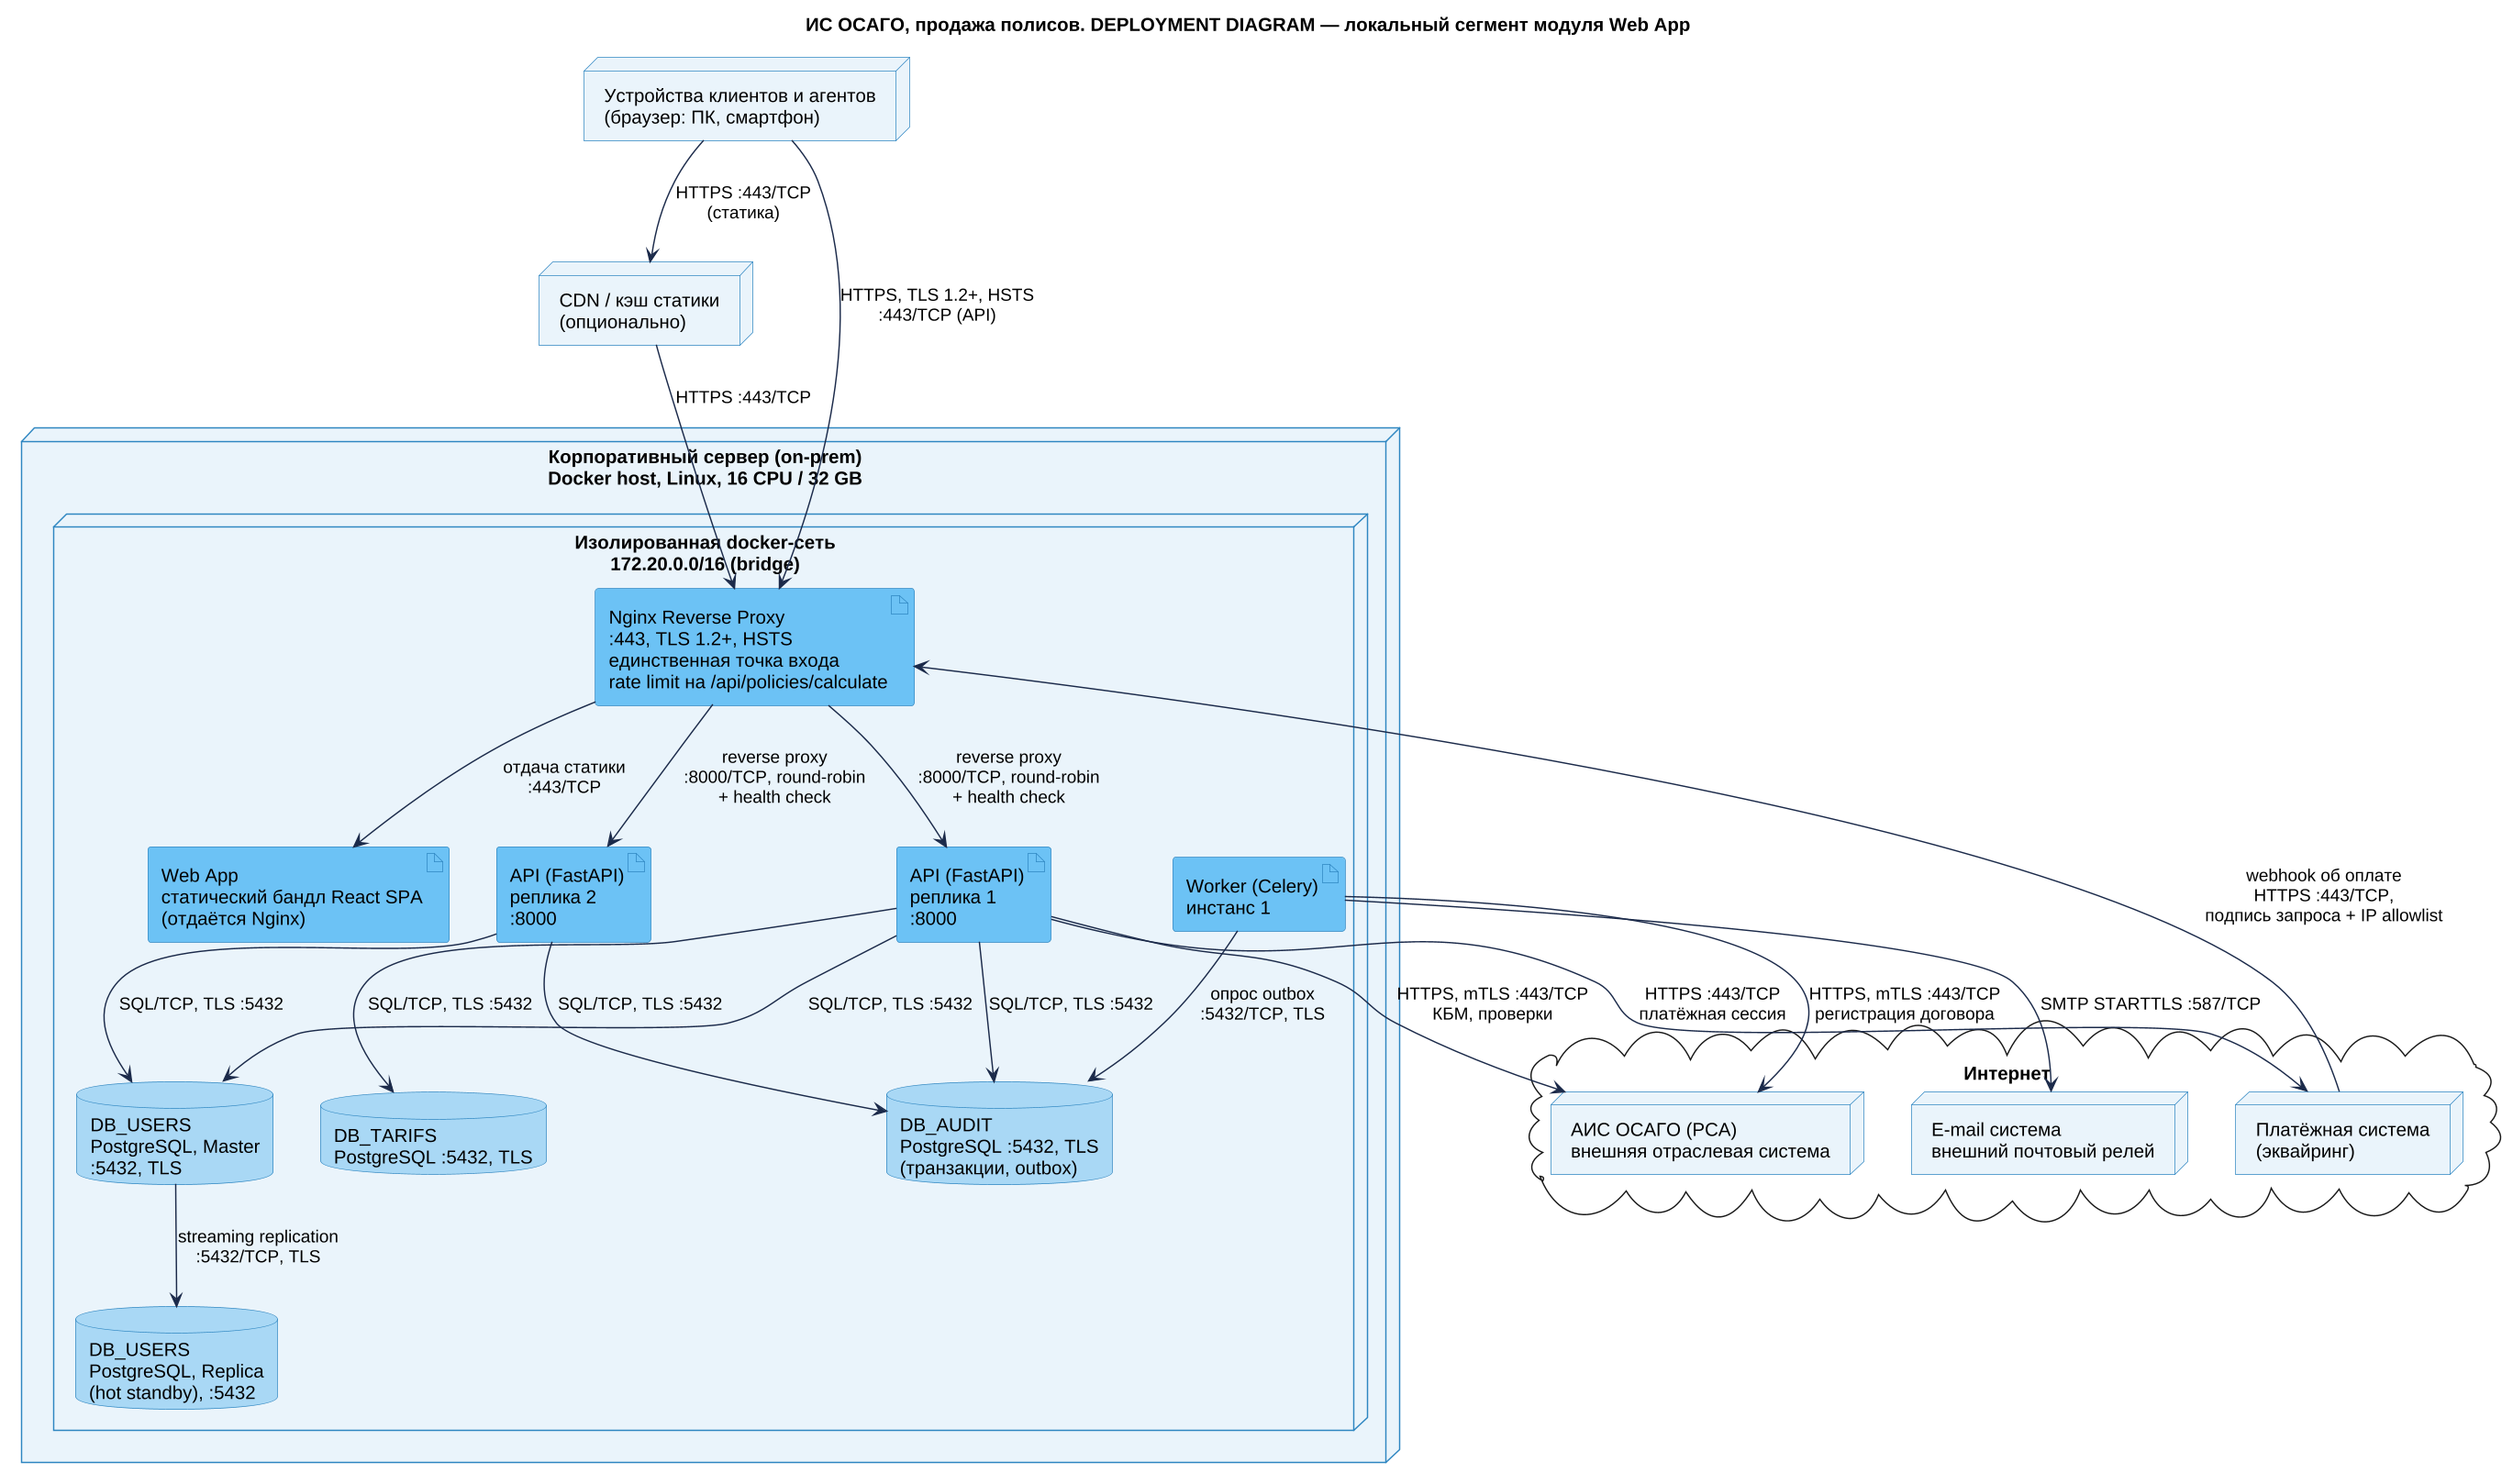 ИС ОСАГО, продажа полисов. DEPLOYMENT DIAGRAM — локальный сегмент модуля Web App
Устройства клиентов и агентов
(браузер: ПК, смартфон)
HTTPS :443/TCP
(статика)
CDN / кэш статики
(опционально)
HTTPS, TLS 1.2+, HSTS
:443/TCP (API)
HTTPS :443/TCP
Корпоративный сервер (on-prem)
Docker host, Linux, 16 CPU / 32 GB
Изолированная docker-сеть
172.20.0.0/16 (bridge)
Nginx Reverse Proxy
:443, TLS 1.2+, HSTS
единственная точка входа
rate limit на /api/policies/calculate
отдача статики
:443/TCP
reverse proxy
:8000/TCP, round-robin
+ health check
reverse proxy
:8000/TCP, round-robin
+ health check
webhook об оплате
HTTPS :443/TCP,
подпись запроса + IP allowlist
Web App
статический бандл React SPA
(отдаётся Nginx)
API (FastAPI)
реплика 2
:8000
API (FastAPI)
реплика 1
:8000
Worker (Celery)
инстанс 1
SQL/TCP, TLS :5432
SQL/TCP, TLS :5432
SQL/TCP, TLS :5432
SQL/TCP, TLS :5432
SQL/TCP, TLS :5432
опрос outbox
:5432/TCP, TLS
HTTPS, mTLS :443/TCP
КБМ, проверки
HTTPS :443/TCP
платёжная сессия
HTTPS, mTLS :443/TCP
регистрация договора
SMTP STARTTLS :587/TCP
Интернет
DB_USERS
PostgreSQL, Master
:5432, TLS
DB_TARIFS
PostgreSQL :5432, TLS
DB_AUDIT
PostgreSQL :5432, TLS
(транзакции, outbox)
АИС ОСАГО (РСА)
внешняя отраслевая система
E-mail система
внешний почтовый релей
Платёжная система
(эквайринг)
streaming replication
:5432/TCP, TLS
DB_USERS
PostgreSQL, Replica
(hot standby), :5432